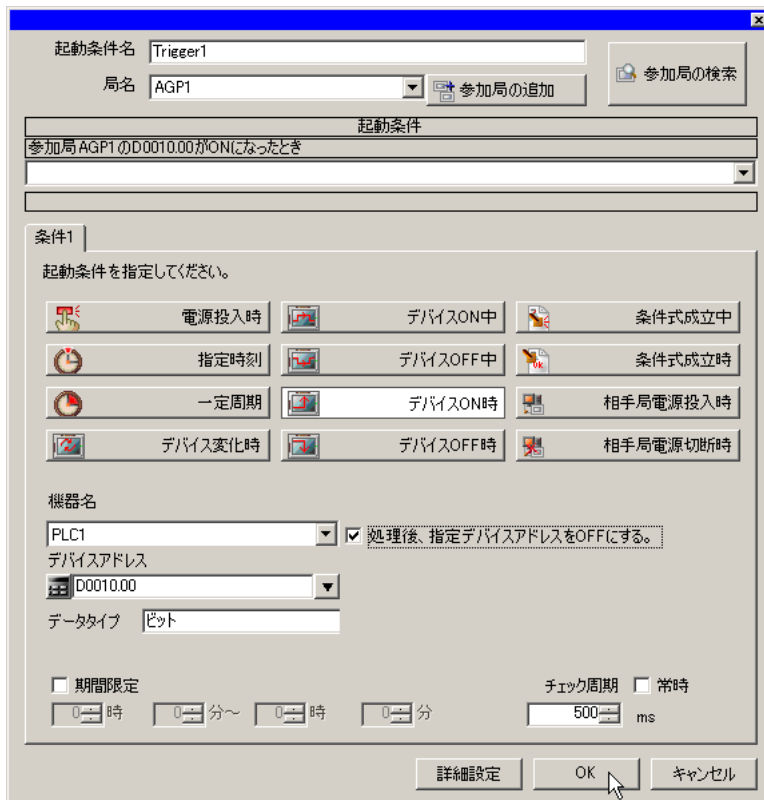 起動条件名 Trigger1
参加局の検索
局名 AGP1 参加局の追加
起動条件
参加局AGP1のD0010.00がONになったとき
条件1
起動条件を指定してください。
電源投入時 デバイスON中 条件式成立中
指定時刻 デバイスOFF中 条件式成立時
一定周期 デバイスON時 相手局電源投入時
デバイス変化時 デバイスOFF時 相手局電源切断時
機器名
PLC1 処理後、指定デバイスアドレスをOFFにする。
デバイスアドレス
D0010.00
データタイプ ビット
期間限定 チェック周期 常時
0 時 0 分~ 0 時 0 分 500 ms
詳細設定 OK キャンセル